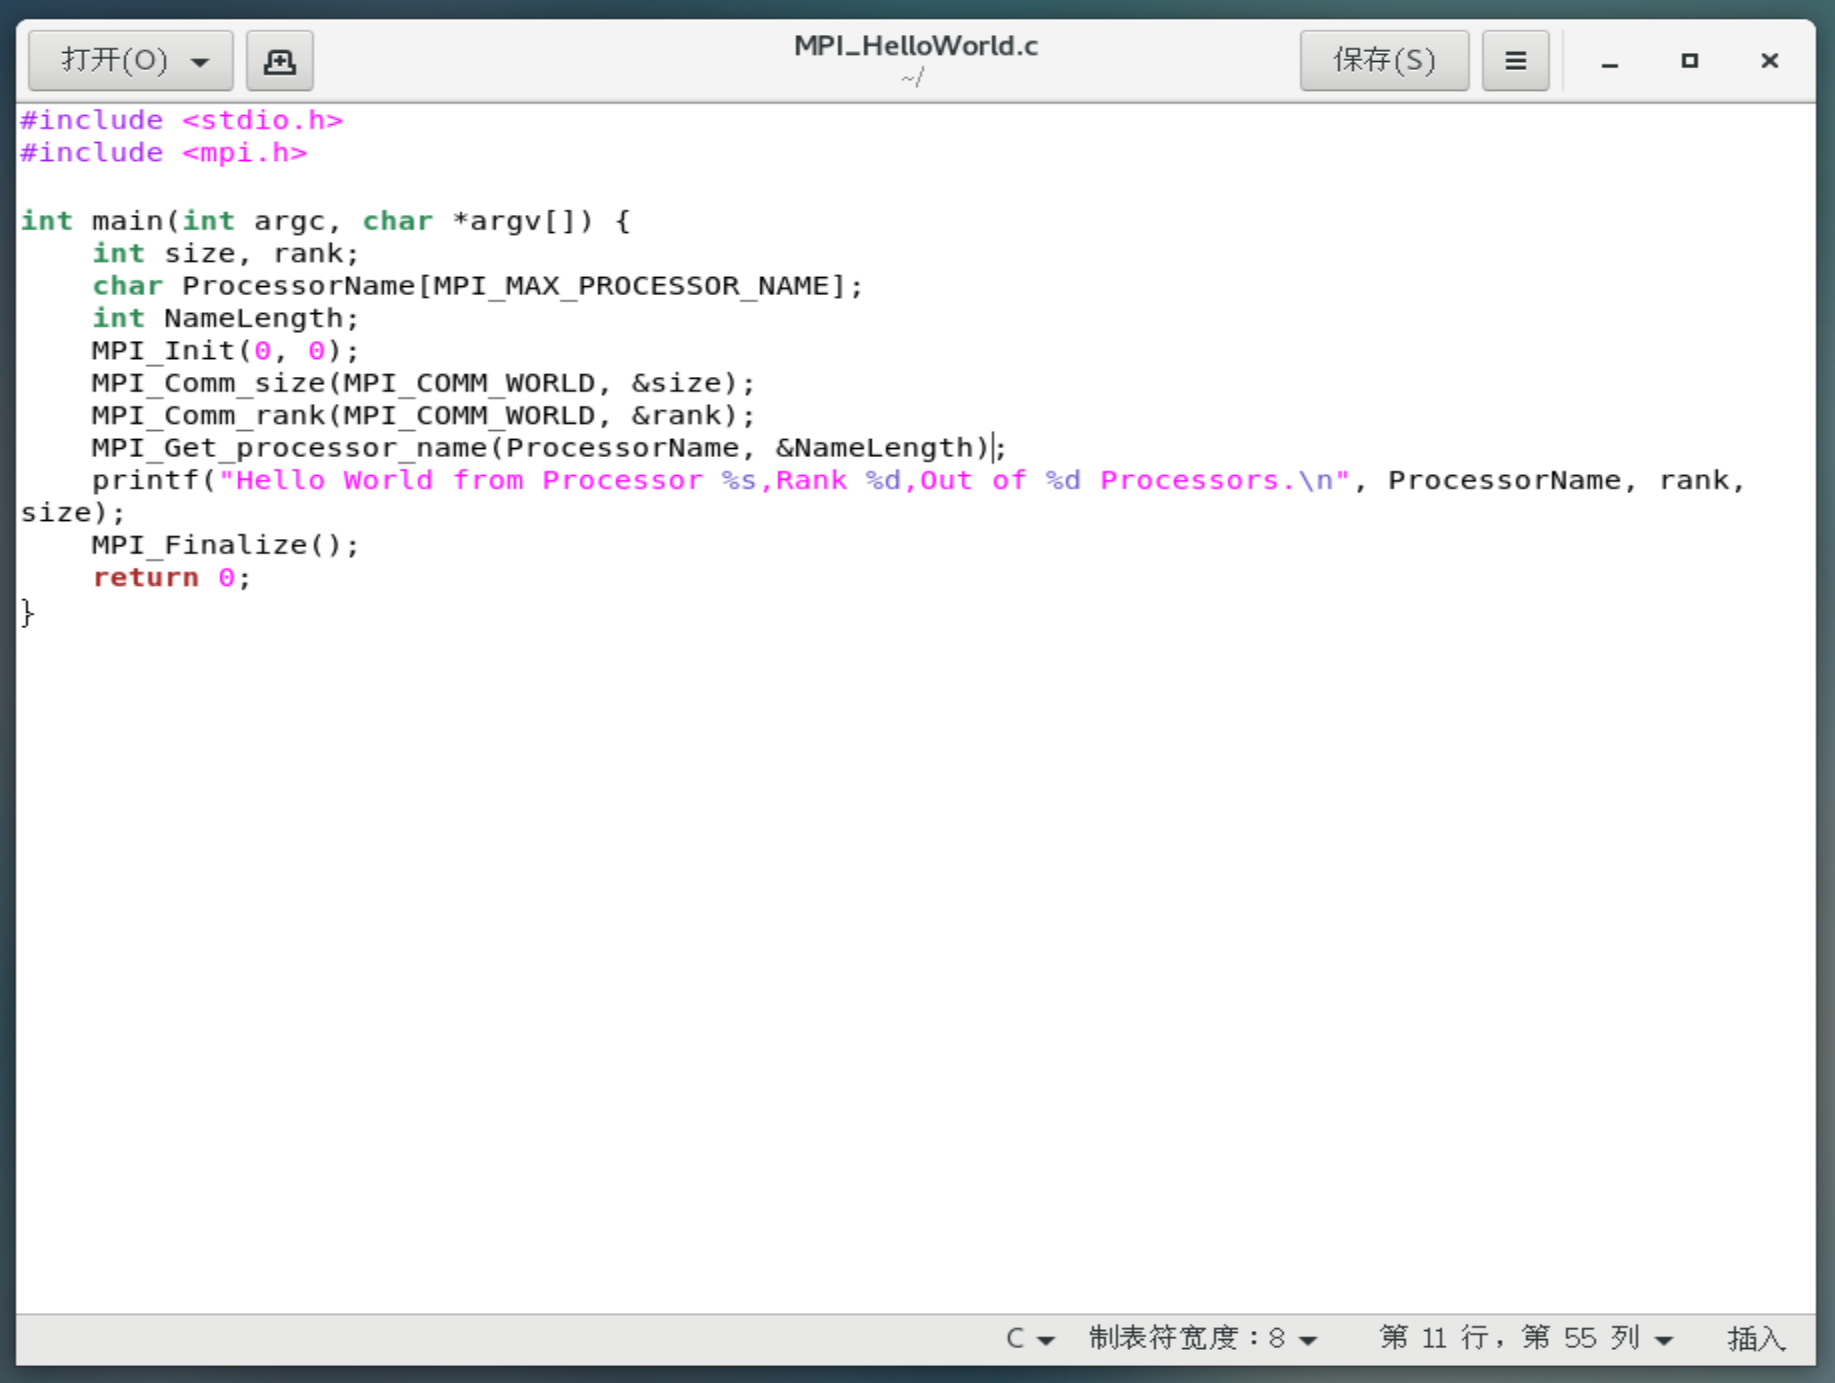 打开(O)
MPI_HelloWorld.c
~/
保存(S)
#include <stdio.h>
#include <mpi.h>
int main(int argc, char *argv[]) {
    int size, rank;
    char ProcessorName[MPI_MAX_PROCESSOR_NAME];
    int NameLength;
    MPI_Init(0, 0);
    MPI_Comm_size(MPI_COMM_WORLD, &size);
    MPI_Comm_rank(MPI_COMM_WORLD, &rank);
    MPI_Get_processor_name(ProcessorName, &NameLength);
    printf("Hello World from Processor %s,Rank %d,Out of %d Processors.\n", ProcessorName, rank,
size);
    MPI_Finalize();
    return 0;
}
C 制表符宽度：8 第 11 行，第 55 列 插入